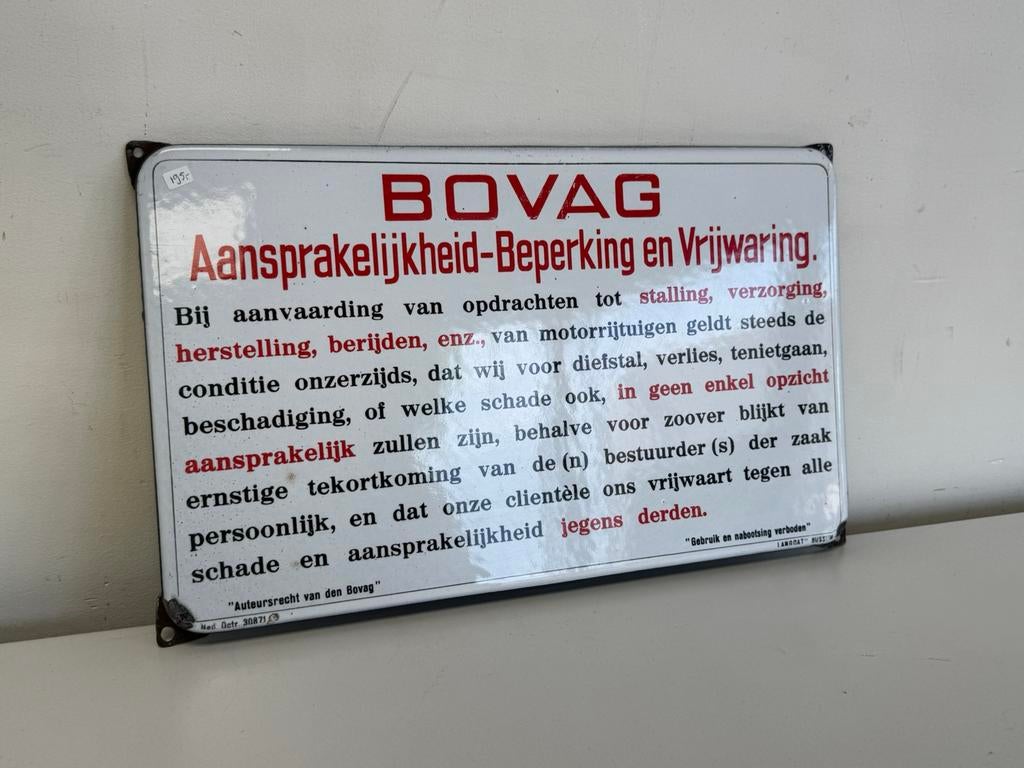 195,-
BOVAG
Aansprakelijkheid-Beperking en Vrijwaring.
Bij aanvaarding van opdrachten tot stalling, verzorging,
herstelling, berijden, enz., van motorrijtuigen geldt steeds de
conditie onzerzijds, dat wij voor diefstal, verlies, tenietgaan,
beschadiging, of welke schade ook, in geen enkel opzicht
aansprakelijk zullen zijn, behalve voor zoover blijkt van
ernstige tekortkoming van de (n) bestuurder (s) der zaak
persoonlijk, en dat onze clientèle ons vrijwaart tegen alle
schade en aansprakelijkheid jegens derden.
"Auteursrecht van den Bovag"
"Gebruik en nabootsing verboden"
Ned. Octr. 30871